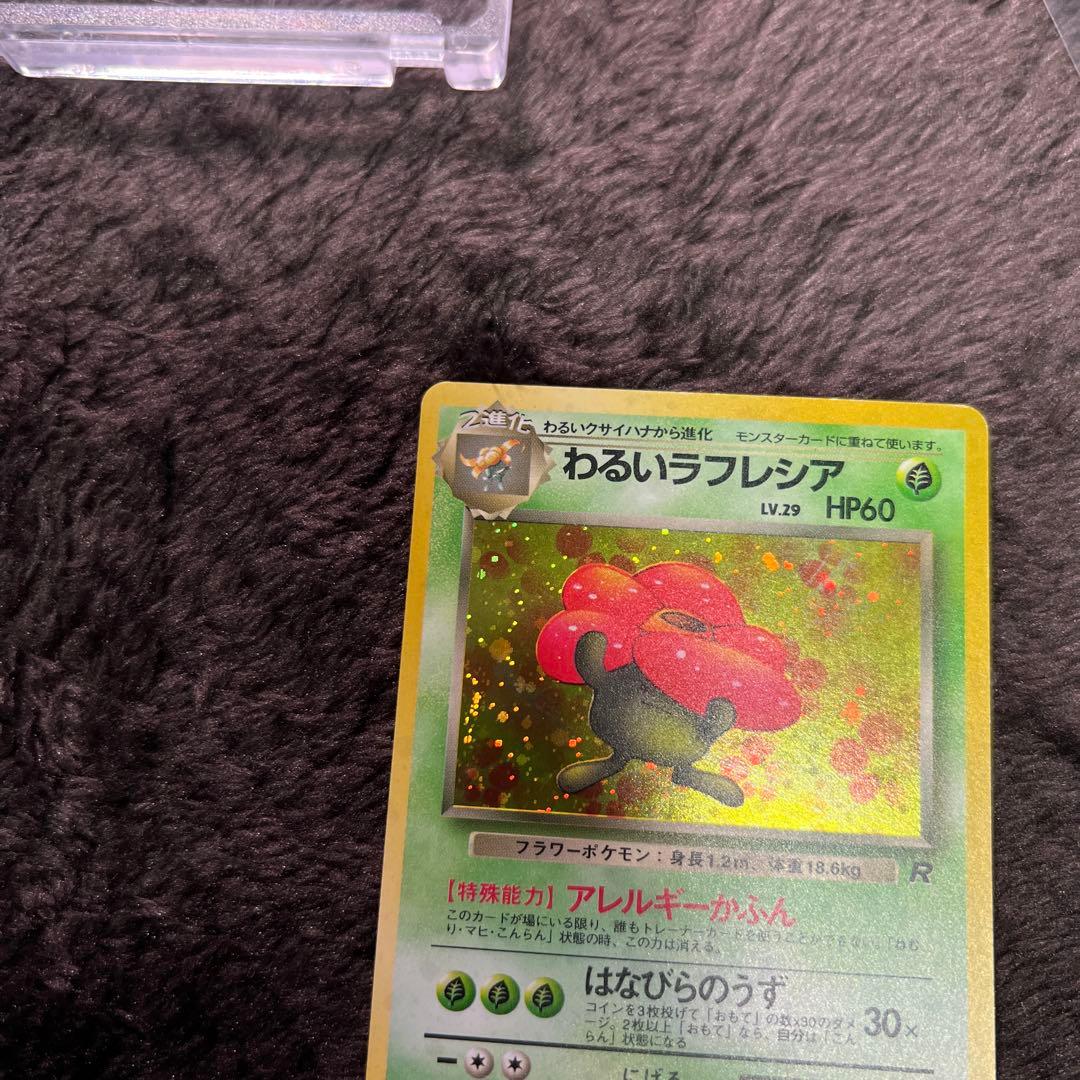 2進化
わるいクサイハナから進化 モンスターカードに重ねて使います。
わるいラフレシア
LV.29 HP60
フラワーポケモン:身長1.2m、体重18.6kg
R
【特殊能力】アレルギーかふん
このカードが場にいる限り、誰もトレーナーカードを使うことができない。「ねむ
り・マヒ・こんらん」状態の時、この力は消える。
はなびらのうず
コインを3枚投げて「おもて」の数×30のダメ
ージ。2枚以上「おもて」なら、自分は「こん
らん」状態になる
30×
にげる